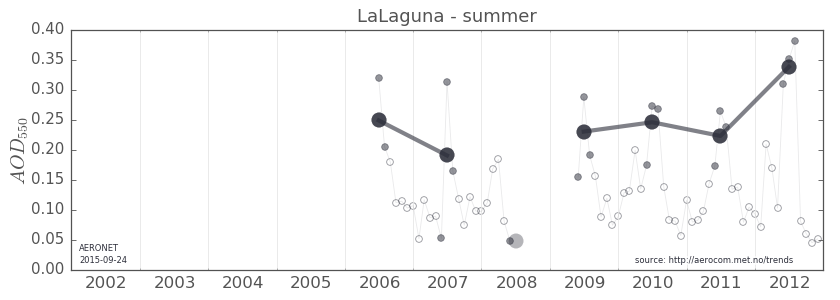 LaLaguna - summer
0.40
0.35
0.30
0.25
0.20
0.15
0.10
0.05
0.00
AOD550
AERONET
2015-09-24
source: http://aerocom.met.no/trends
2002 2003 2004 2005 2006 2007 2008 2009 2010 2011 2012